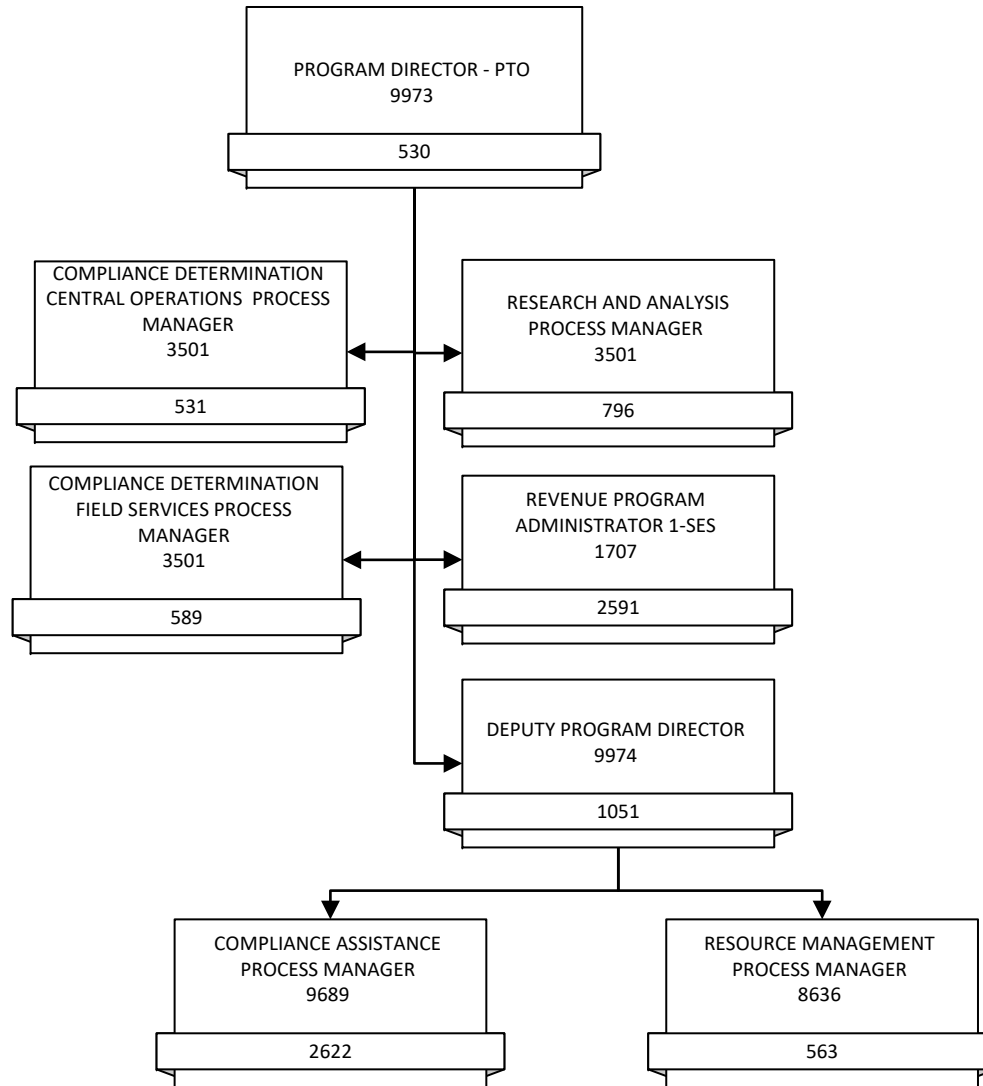 PROGRAM DIRECTOR - PTO
9973
530
COMPLIANCE DETERMINATION
CENTRAL OPERATIONS PROCESS
MANAGER
3501
531
RESEARCH AND ANALYSIS
PROCESS MANAGER
3501
796
COMPLIANCE DETERMINATION
FIELD SERVICES PROCESS
MANAGER
3501
589
REVENUE PROGRAM
ADMINISTRATOR 1-SES
1707
2591
DEPUTY PROGRAM DIRECTOR
9974
1051
COMPLIANCE ASSISTANCE
PROCESS MANAGER
9689
2622
RESOURCE MANAGEMENT
PROCESS MANAGER
8636
563